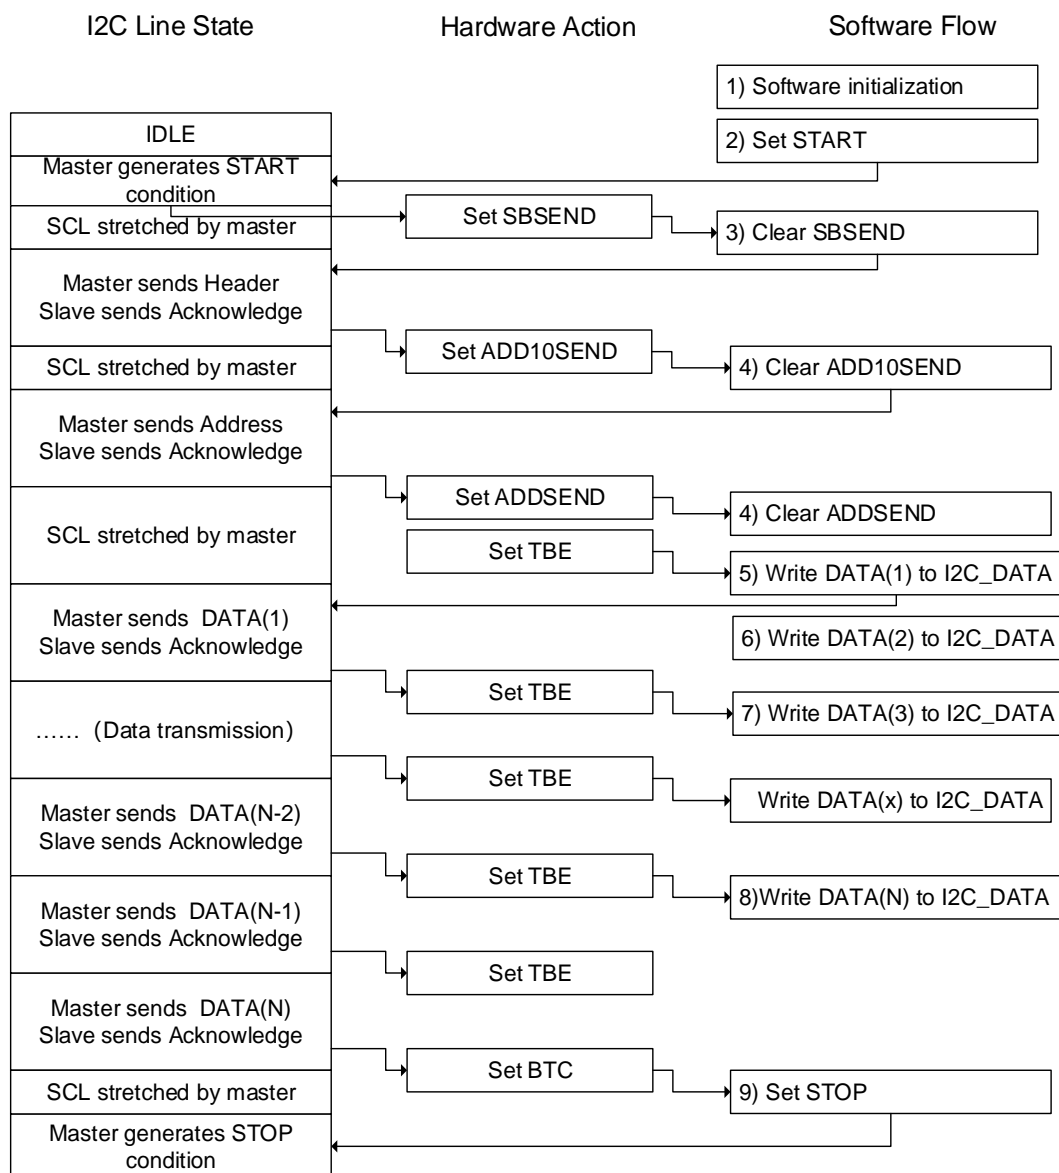 I2C Line State
Hardware Action
Software Flow
1) Software initialization
IDLE
2) Set START
Master generates START
condition
SCL stretched by master
Set SBSEND
3) Clear SBSEND
Master sends Header
Slave sends Acknowledge
Set ADD10SEND
SCL stretched by master
4) Clear ADD10SEND
Master sends Address
Slave sends Acknowledge
Set ADDSEND
4) Clear ADDSEND
SCL stretched by master
Set TBE
5) Write DATA(1) to I2C_DATA
Master sends DATA(1)
Slave sends Acknowledge
6) Write DATA(2) to I2C_DATA
Set TBE
7) Write DATA(3) to I2C_DATA
…… (Data transmission)
Set TBE
Write DATA(x) to I2C_DATA
Master sends DATA(N-2)
Slave sends Acknowledge
Set TBE
8)Write DATA(N) to I2C_DATA
Master sends DATA(N-1)
Slave sends Acknowledge
Set TBE
Master sends DATA(N)
Slave sends Acknowledge
Set BTC
SCL stretched by master
9) Set STOP
Master generates STOP
condition